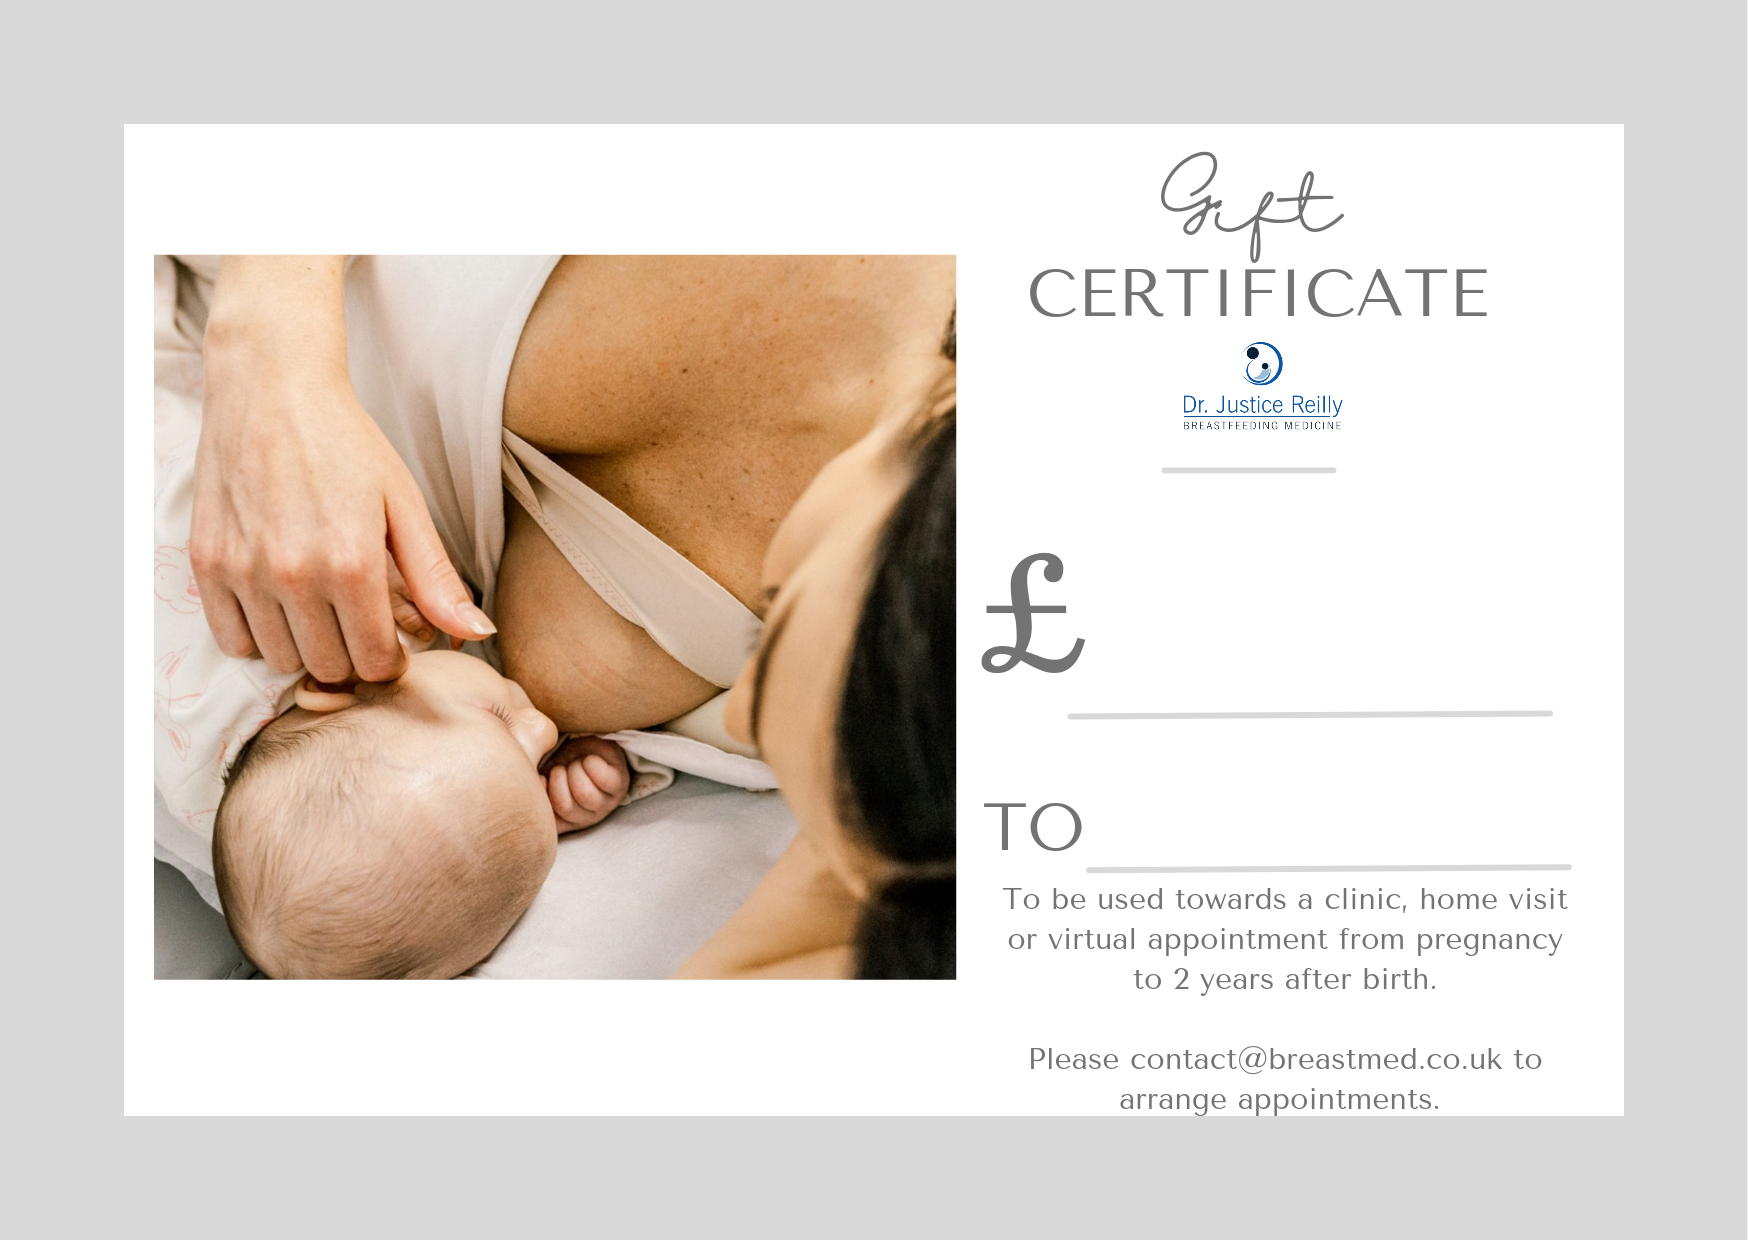 Gift
CERTIFICATE
Dr. Justice Reilly
BREASTFEEDING MEDICINE
£
TO
To be used towards a clinic, home visit
or virtual appointment from pregnancy
to 2 years after birth.
Please contact@breastmed.co.uk to
arrange appointments.